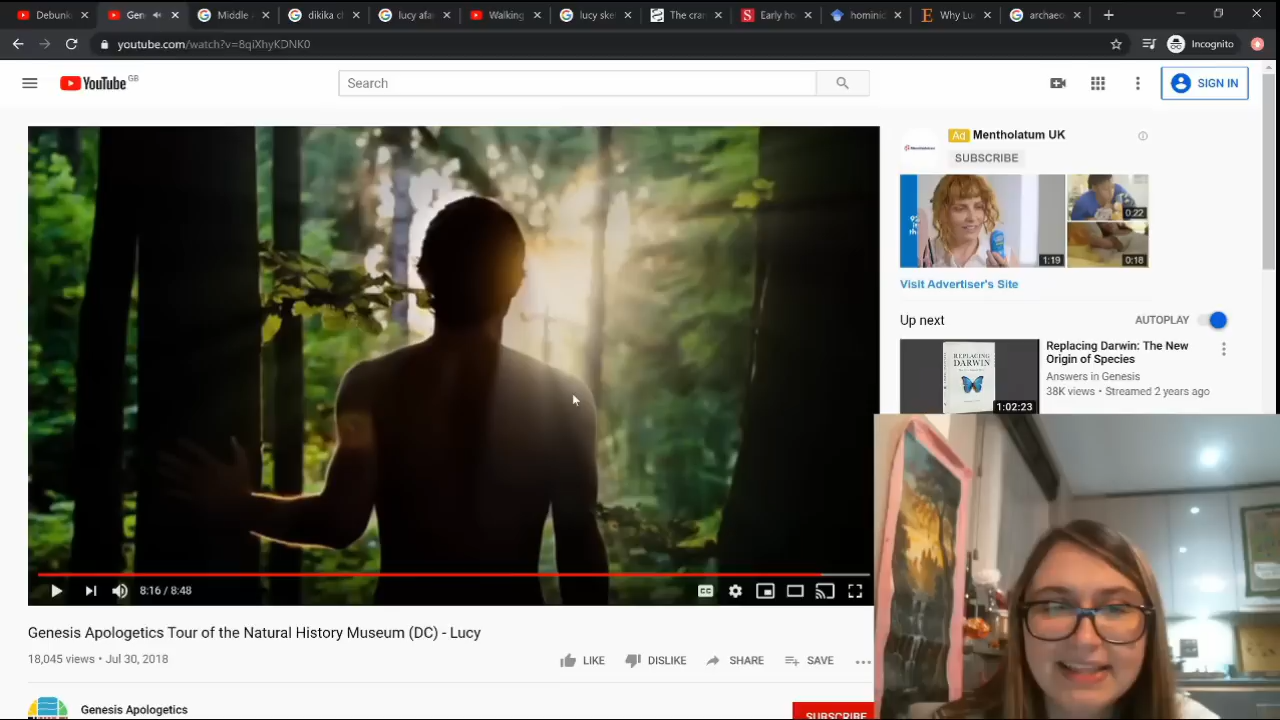 Debunk
Gen
Middle
dikika c
lucy afa
Walking
lucy ske
The cra
Early ho
hominic
Why Lu
archaeo
youtube.com/watch?v=8qiXhyKDNK0
Incognito
YouTube GB
Search
SIGN IN
Ad Mentholatum UK
SUBSCRIBE
1:19
0:22
0:18
Visit Advertiser's Site
Up next
AUTOPLAY
REPLACING DARWIN
1:02:23
Replacing Darwin: The New
Origin of Species
Answers in Genesis
38K views • Streamed 2 years ago
8:16 / 8:48
CC
Genesis Apologetics Tour of the Natural History Museum (DC) - Lucy
18,045 views • Jul 30, 2018
LIKE
DISLIKE
SHARE
SAVE
Genesis Apologetics
SUBSCRIBE